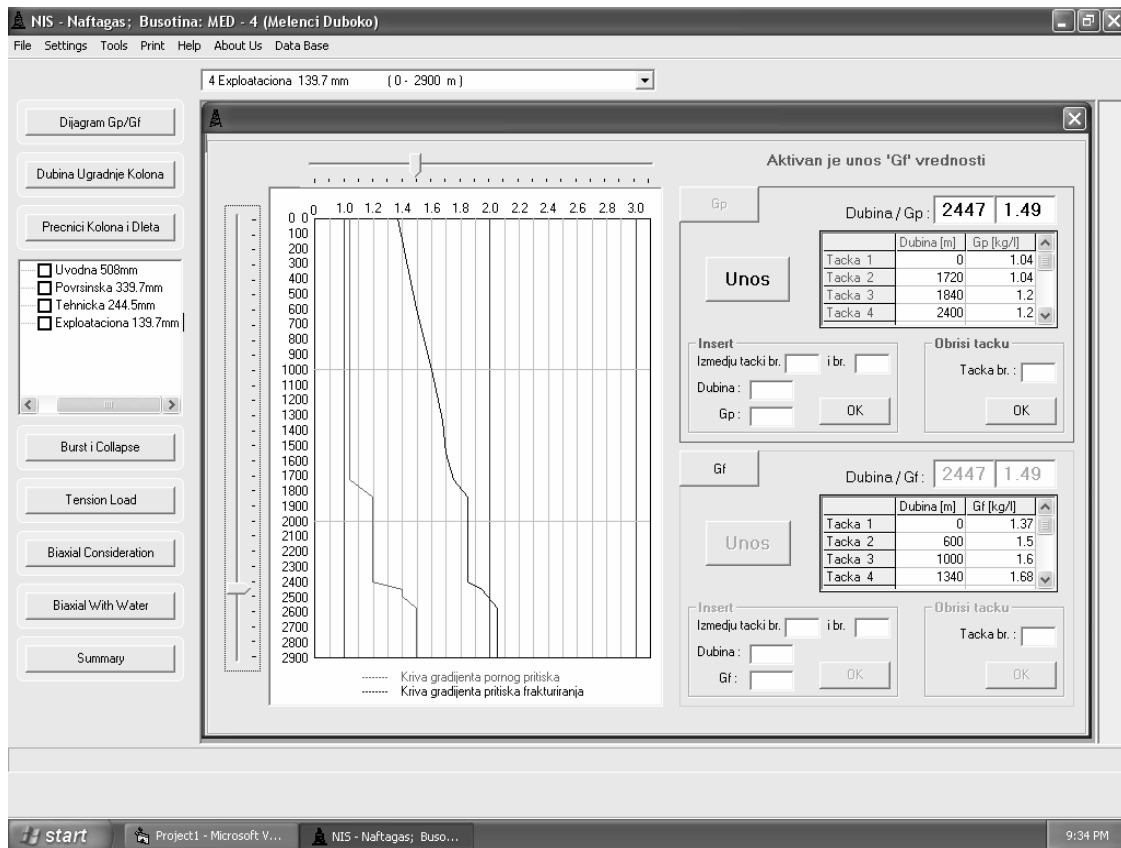 NIS - Naftagas; Busotina: MED - 4 (Melenci Duboko)
File Settings Tools Print Help About Us Data Base
4 Exploataciona 139.7 mm ( 0 - 2900 m )
Dijagram Gp/Gf
Dubina Ugradnje Kolona
Precnici Kolona i Dleta
Uvodna 508mm
Povrsinska 339.7mm
Tehnicka 244.5mm
Exploataciona 139.7mm
Burst i Collapse
Tension Load
Biaxial Consideration
Biaxial With Water
Summary
0 1.0 1.2 1.4 1.6 1.8 2.0 2.2 2.4 2.6 2.8 3.0
0 0
100
200
300
400
500
600
700
800
900
1000
1100
1200
1300
1400
1500
1600
1700
1800
1900
2000
2100
2200
2300
2400
2500
2600
2700
2800
2900
Kriva gradijenta pornog pritiska
Kriva gradijenta pritiska frakturiranja
Aktivan je unos 'Gf' vrednosti
Gp
Dubina / Gp : 2447 1.49
Unos
Dubina [m] Gp [kg/l]
Tacka 1 0 1.04
Tacka 2 1720 1.04
Tacka 3 1840 1.2
Tacka 4 2400 1.2
Insert
Izmedju tacki br. i br.
Dubina :
Gp :
OK
Obrisi tacku
Tacka br. :
OK
Gf
Dubina / Gf : 2447 1.49
Unos
Dubina [m] Gf [kg/l]
Tacka 1 0 1.37
Tacka 2 600 1.5
Tacka 3 1000 1.6
Tacka 4 1340 1.68
Insert
Izmedju tacki br. i br.
Dubina :
Gf :
OK
Obrisi tacku
Tacka br. :
OK
start
Project1 - Microsoft V...
NIS - Naftagas; Buso...
9:34 PM